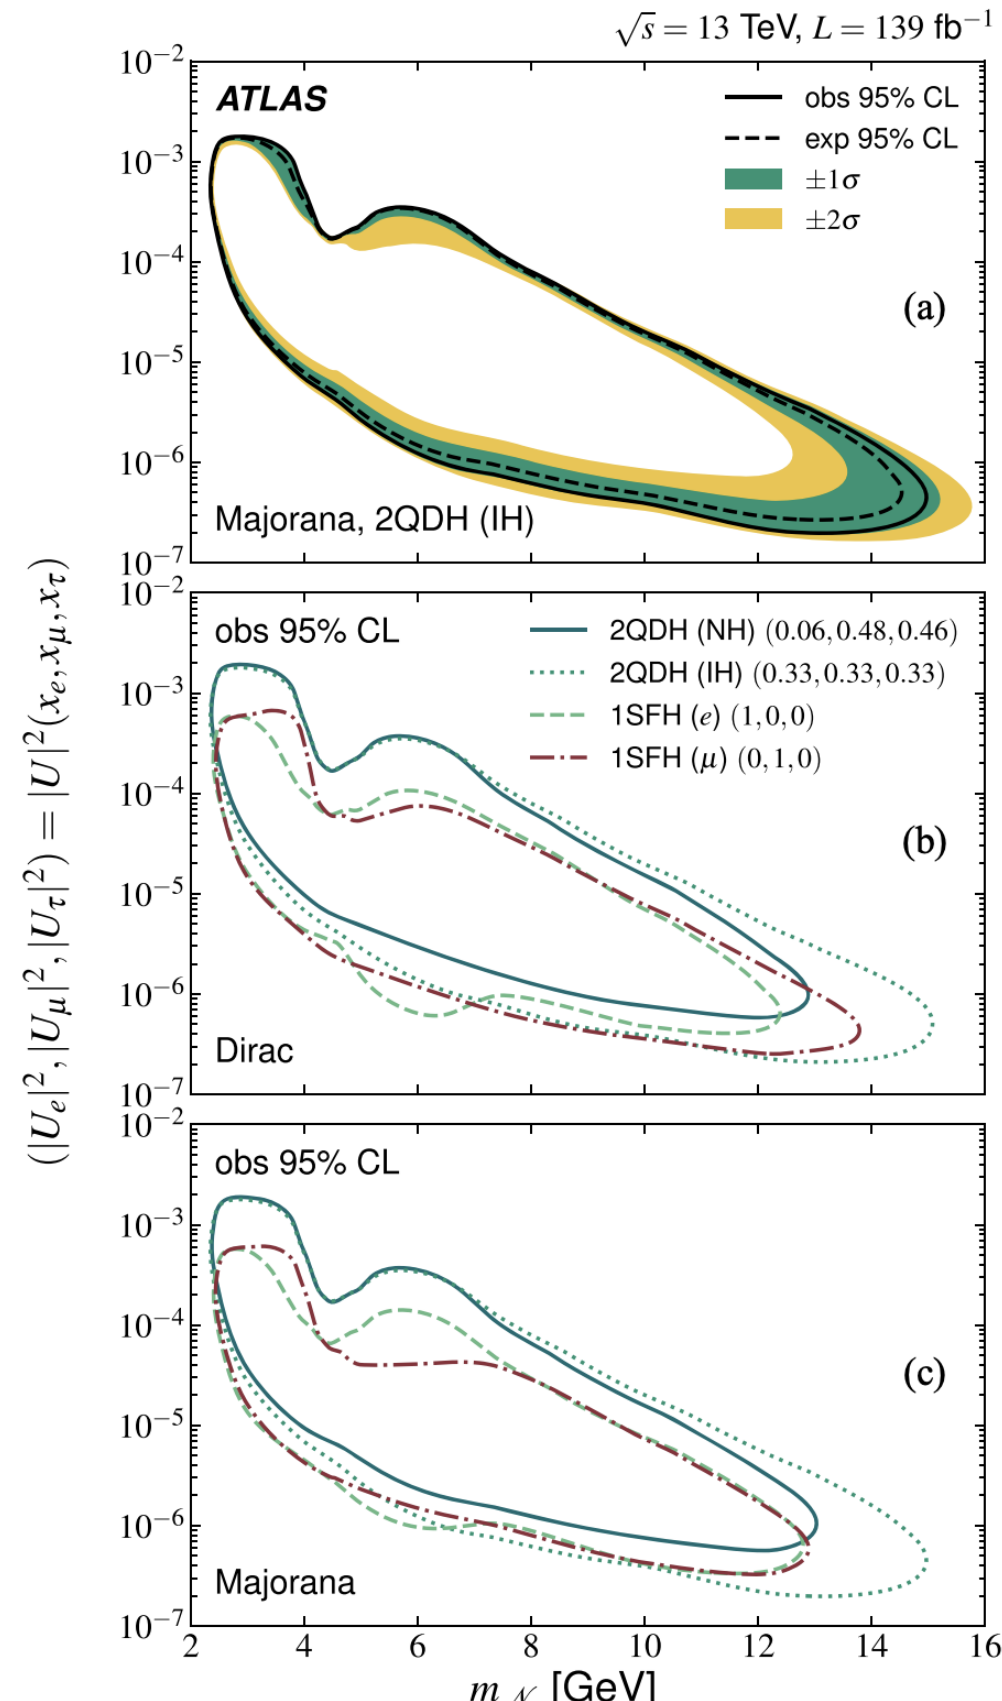 √s = 13 TeV, L = 139 fb⁻¹
10⁻²
ATLAS
obs 95% CL
exp 95% CL
±1σ
±2σ
10⁻³
10⁻⁴
(a)
10⁻⁵
10⁻⁶
Majorana, 2QDH (IH)
10⁻⁷
(|U_e|², |U_μ|², |U_τ|²) = |U|²(x_e, x_μ, x_τ)
10⁻²
obs 95% CL
2QDH (NH) (0.06, 0.48, 0.46)
2QDH (IH) (0.33, 0.33, 0.33)
1SFH (e) (1, 0, 0)
1SFH (μ) (0, 1, 0)
10⁻³
10⁻⁴
(b)
10⁻⁵
10⁻⁶
Dirac
10⁻⁷
10⁻²
obs 95% CL
10⁻³
10⁻⁴
(c)
10⁻⁵
10⁻⁶
Majorana
10⁻⁷
2 4 6 8 10 12 14 16
m_𝒩 [GeV]